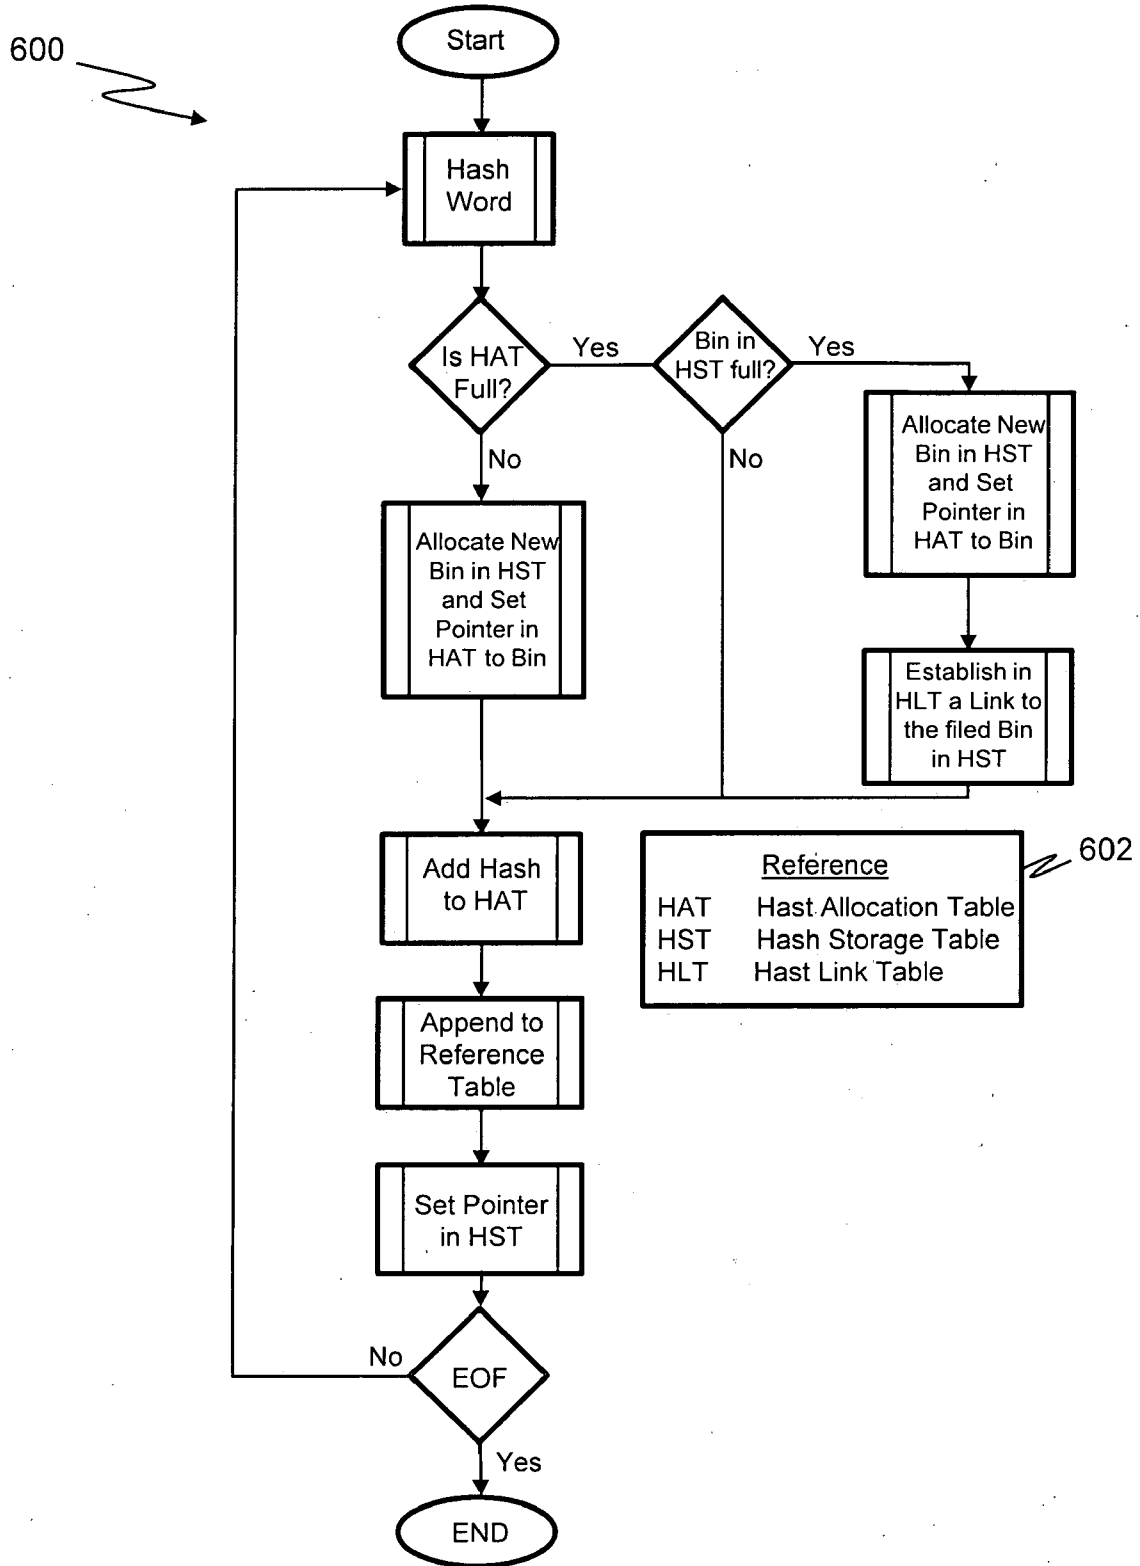 600
Start
Hash
Word
Is HAT
Full?
Yes
Bin in
HST full?
Yes
No
No
Allocate New
Bin in HST
and Set
Pointer in
HAT to Bin
Allocate New
Bin in HST
and Set
Pointer in
HAT to Bin
Establish in
HLT a Link to
the filed Bin
in HST
Add Hash
to HAT
Reference
HAT Hast Allocation Table
HST Hash Storage Table
HLT Hast Link Table
602
Append to
Reference
Table
Set Pointer
in HST
No
EOF
Yes
END